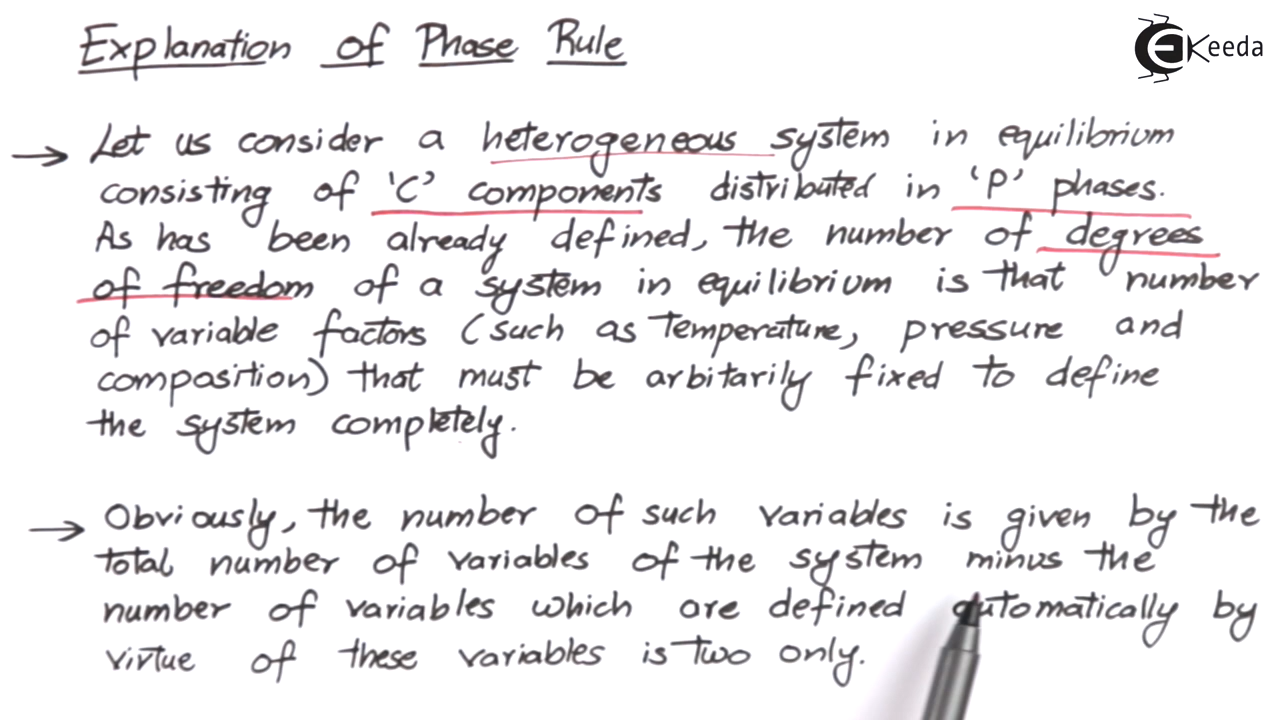 Explanation of Phase Rule
Keeda
→ Let us consider a heterogeneous system in equilibrium
consisting of 'C' components distributed in 'P' phases.
As has been already defined, the number of degrees
of freedom of a system in equilibrium is that number
of variable factors (such as Temperature, pressure and
composition) that must be arbitarily fixed to define
the system completely.
→ Obviously, the number of such variables is given by the
total number of variables of the system minus the
number of variables which are defined automatically by
virtue of these variables is two only.